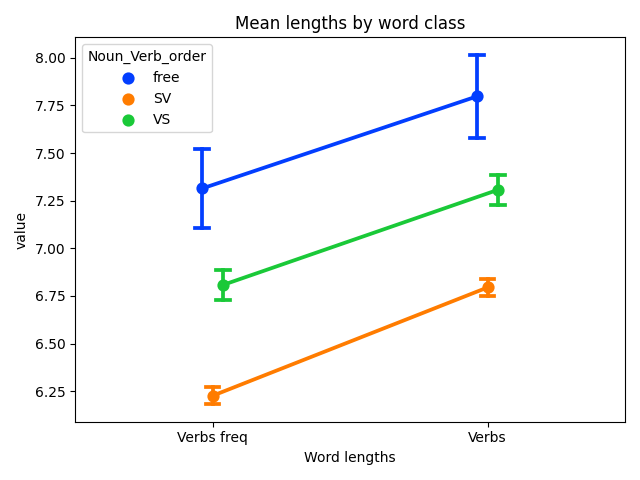 Mean lengths by word class
Noun_Verb_order
free
SV
VS
8.00
7.75
7.50
7.25
7.00
6.75
6.50
6.25
value
Verbs freq
Verbs
Word lengths